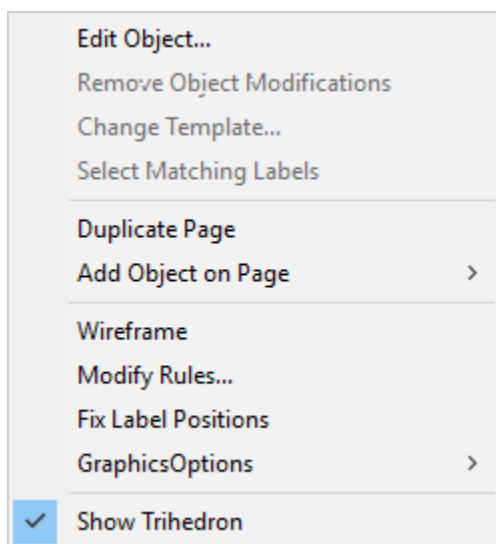 Edit Object...
Remove Object Modifications
Change Template...
Select Matching Labels
Duplicate Page
Add Object on Page
Wireframe
Modify Rules...
Fix Label Positions
GraphicsOptions
Show Trihedron